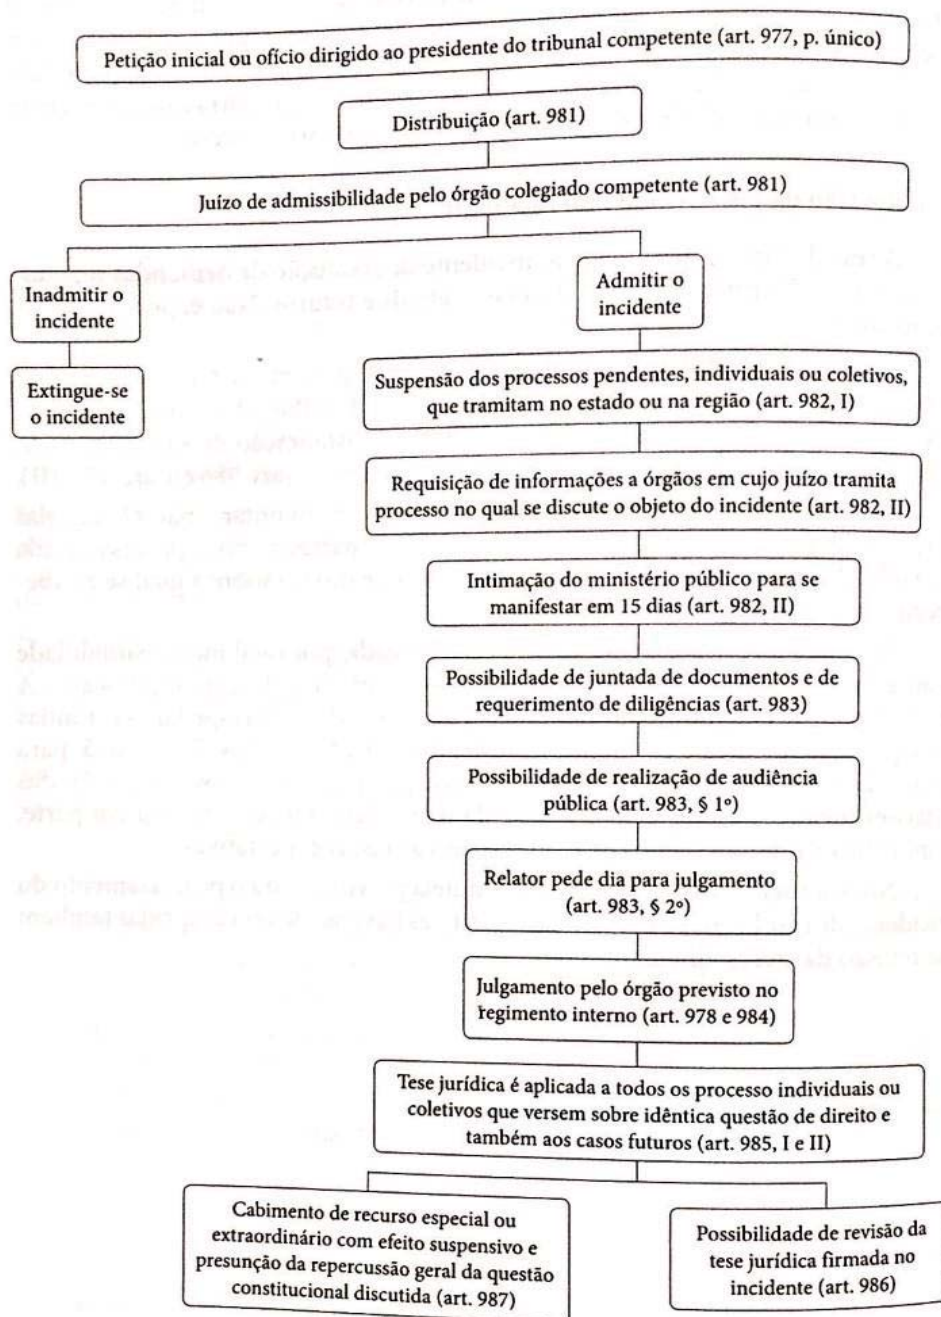 Petição inicial ou ofício dirigido ao presidente do tribunal competente (art. 977, p. único)
Distribuição (art. 981)
Juízo de admissibilidade pelo órgão colegiado competente (art. 981)
Inadmitir o
incidente
Extingue-se
o incidente
Admitir o
incidente
Suspensão dos processos pendentes, individuais ou coletivos,
que tramitam no estado ou na região (art. 982, I)
Requisição de informações a órgãos em cujo juízo tramita
processo no qual se discute o objeto do incidente (art. 982, II)
Intimação do ministério público para se
manifestar em 15 dias (art. 982, II)
Possibilidade de juntada de documentos e de
requerimento de diligências (art. 983)
Possibilidade de realização de audiência
pública (art. 983, § 1º)
Relator pede dia para julgamento
(art. 983, § 2º)
Julgamento pelo órgão previsto no
regimento interno (art. 978 e 984)
Tese jurídica é aplicada a todos os processo individuais ou
coletivos que versem sobre idêntica questão de direito e
também aos casos futuros (art. 985, I e II)
Cabimento de recurso especial ou
extraordinário com efeito suspensivo e
presunção da repercussão geral da questão
constitucional discutida (art. 987)
Possibilidade de revisão da
tese jurídica firmada no
incidente (art. 986)